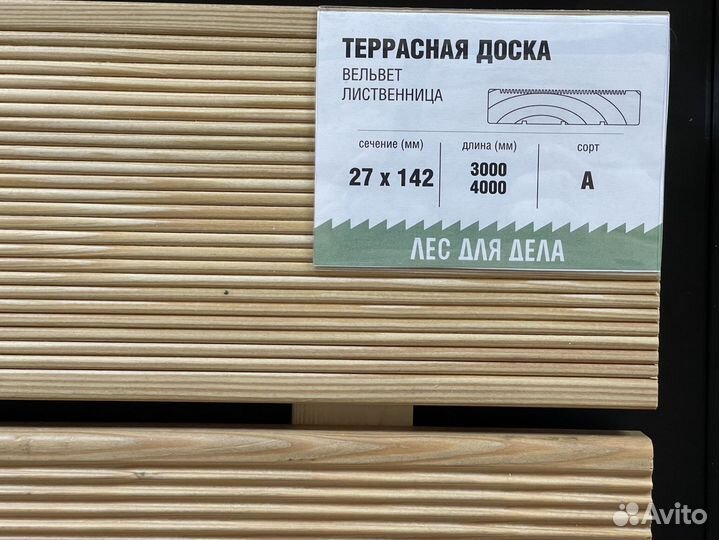 ТЕРРАСНАЯ ДОСКА
ВЕЛЬВЕТ
ЛИСТВЕННИЦА
сечение (мм) длина (мм) сорт
27 x 142 3000 4000 А
ЛЕС ДЛЯ ДЕЛА
Avito